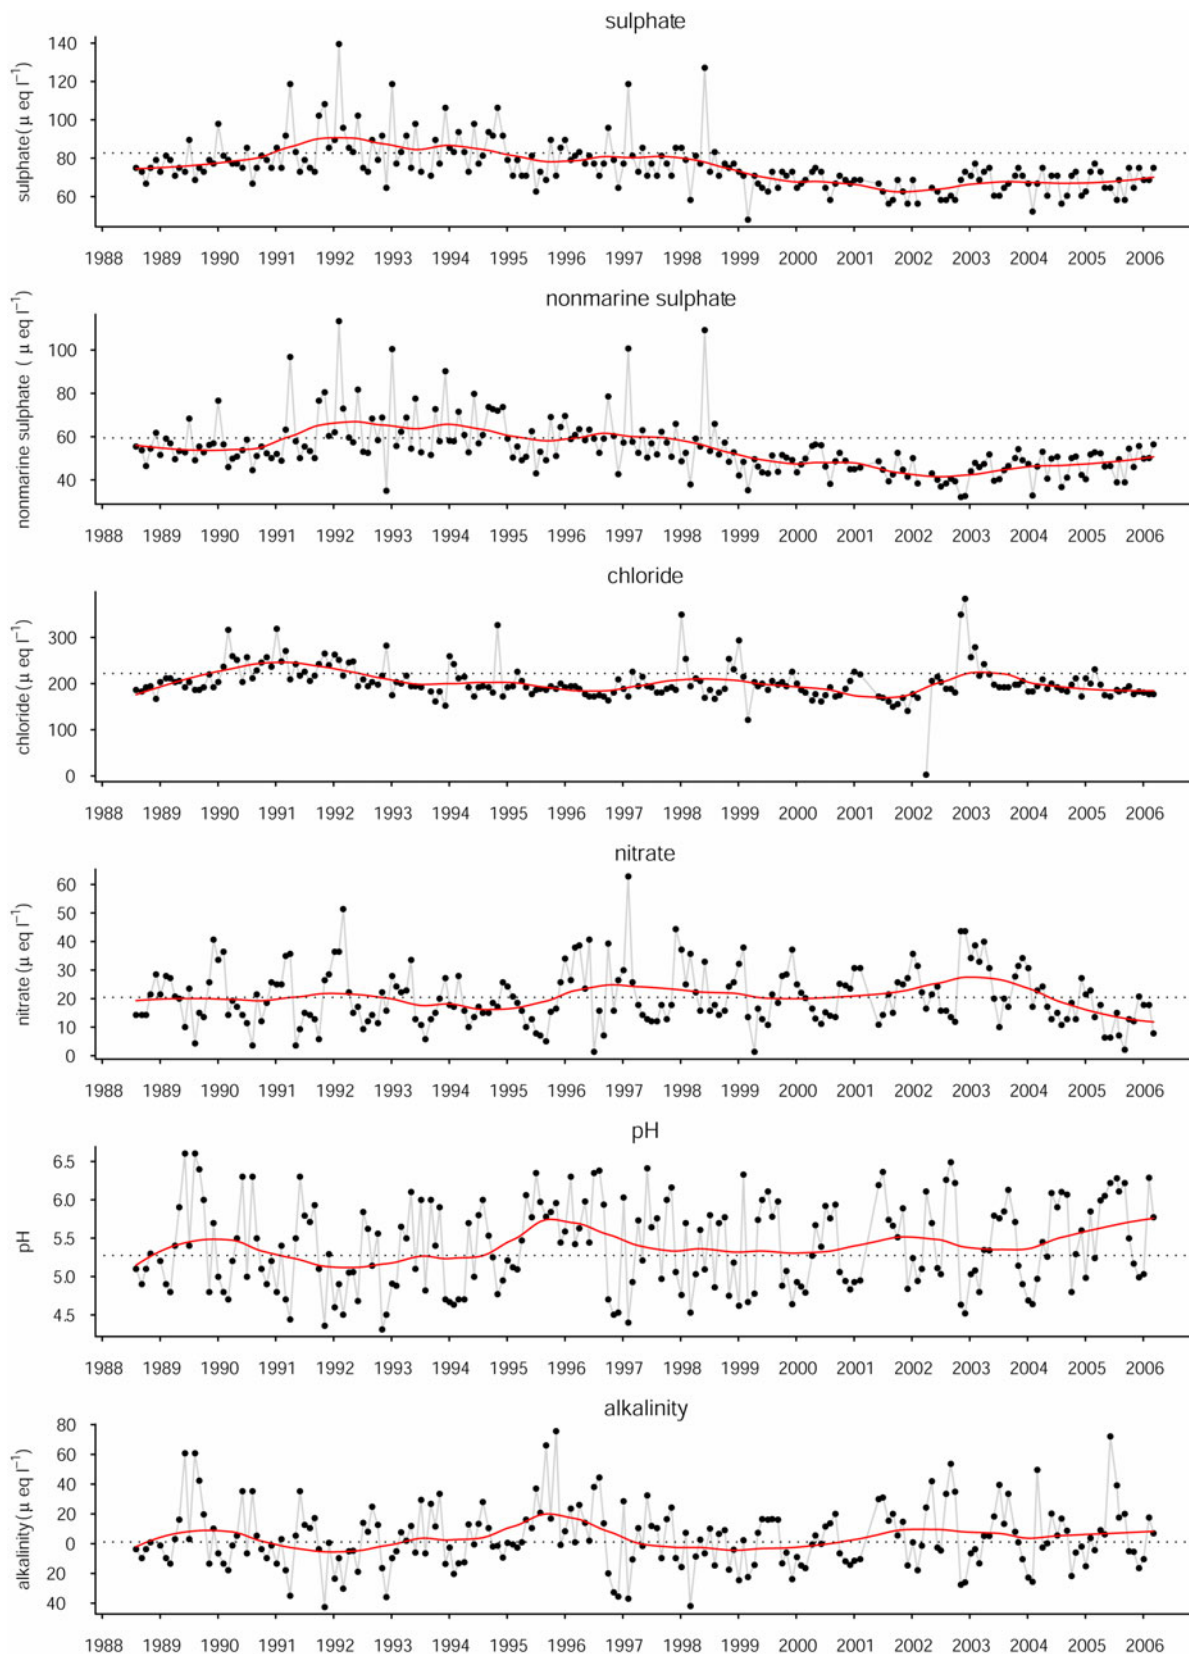 sulphate
sulphate (μ eq l⁻¹)
140
120
100
80
60
1988 1989 1990 1991 1992 1993 1994 1995 1996 1997 1998 1999 2000 2001 2002 2003 2004 2005 2006
nonmarine sulphate
nonmarine sulphate ( μ eq l⁻¹)
100
80
60
40
1988 1989 1990 1991 1992 1993 1994 1995 1996 1997 1998 1999 2000 2001 2002 2003 2004 2005 2006
chloride
chloride (μ eq l⁻¹)
300
200
100
0
1988 1989 1990 1991 1992 1993 1994 1995 1996 1997 1998 1999 2000 2001 2002 2003 2004 2005 2006
nitrate
nitrate (μ eq l⁻¹)
60
50
40
30
20
10
0
1988 1989 1990 1991 1992 1993 1994 1995 1996 1997 1998 1999 2000 2001 2002 2003 2004 2005 2006
pH
pH
6.5
6.0
5.5
5.0
4.5
1988 1989 1990 1991 1992 1993 1994 1995 1996 1997 1998 1999 2000 2001 2002 2003 2004 2005 2006
alkalinity
alkalinity (μ eq l⁻¹)
80
60
40
20
0
20
40
1988 1989 1990 1991 1992 1993 1994 1995 1996 1997 1998 1999 2000 2001 2002 2003 2004 2005 2006